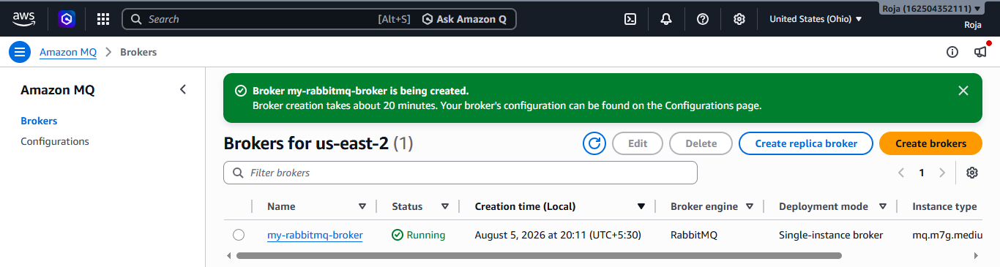 aws
Search [Alt+S] Ask Amazon Q
United States (Ohio)
Roja (162504352111)
Roja
Amazon MQ > Brokers
Amazon MQ
Brokers
Configurations
Broker my-rabbitmq-broker is being created.
Broker creation takes about 20 minutes. Your broker's configuration can be found on the Configurations page.
Brokers for us-east-2 (1)
Edit
Delete
Create replica broker
Create brokers
Filter brokers
1
Name Status Creation time (Local) Broker engine Deployment mode Instance type
my-rabbitmq-broker Running August 5, 2026 at 20:11 (UTC+5:30) RabbitMQ Single-instance broker mq.m7g.mediu